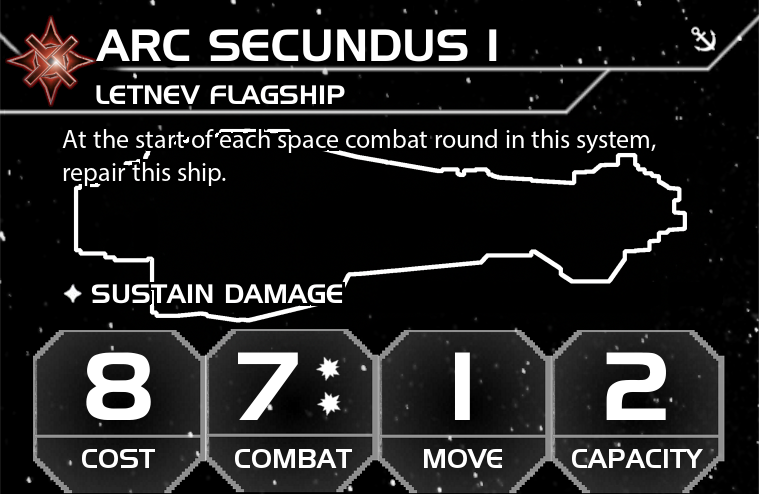 ARC SECUNDUS I
LETNEV FLAGSHIP
At the start of each space combat round in this system,
repair this ship.
SUSTAIN DAMAGE
8 7 1 2
COST COMBAT MOVE CAPACITY